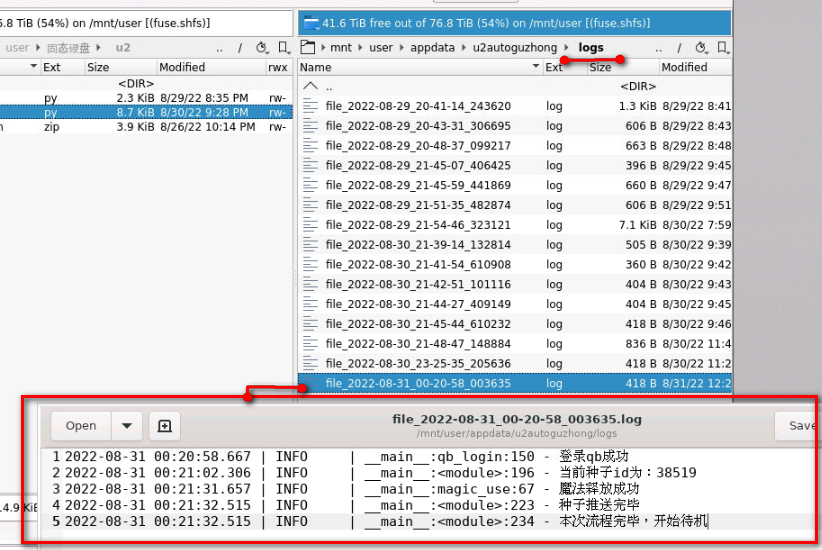 5.8 TiB (54%) on /mnt/user [(fuse.shfs)]
user 固态硬盘 u2 .. /
Ext Size Modified rwx
<DIR>
py 2.3 KiB 8/29/22 8:35 PM rw-
py 8.7 KiB 8/30/22 9:28 PM rw-
zip 3.9 KiB 8/26/22 10:14 PM rw-
14.9 KiB
41.6 TiB free out of 76.8 TiB (54%) on /mnt/user [(fuse.shfs)]
mnt user appdata u2autoguzhong logs .. /
Name Ext Size Modified
.. <DIR>
file_2022-08-29_20-41-14_243620 log 1.3 KiB 8/29/22 8:41
file_2022-08-29_20-43-31_306695 log 606 B 8/29/22 8:43
file_2022-08-29_20-48-37_099217 log 663 B 8/29/22 8:48
file_2022-08-29_21-45-07_406425 log 396 B 8/29/22 9:45
file_2022-08-29_21-45-59_441869 log 660 B 8/29/22 9:47
file_2022-08-29_21-51-35_482874 log 606 B 8/29/22 9:51
file_2022-08-29_21-54-46_323121 log 7.1 KiB 8/30/22 7:59
file_2022-08-30_21-39-14_132814 log 505 B 8/30/22 9:39
file_2022-08-30_21-41-54_610908 log 360 B 8/30/22 9:42
file_2022-08-30_21-42-51_101116 log 404 B 8/30/22 9:43
file_2022-08-30_21-44-27_409149 log 404 B 8/30/22 9:45
file_2022-08-30_21-45-44_610232 log 418 B 8/30/22 9:46
file_2022-08-30_21-48-47_148884 log 836 B 8/30/22 11:4
file_2022-08-30_23-25-35_205636 log 418 B 8/30/22 11:2
file_2022-08-31_00-20-58_003635 log 418 B 8/31/22 12:2
Open
file_2022-08-31_00-20-58_003635.log
/mnt/user/appdata/u2autoguzhong/logs
Save
1 2022-08-31 00:20:58.667 | INFO | __main__:qb_login:150 - 登录qb成功
2 2022-08-31 00:21:02.306 | INFO | __main__:<module>:196 - 当前种子id为：38519
3 2022-08-31 00:21:31.657 | INFO | __main__:magic_use:67 - 魔法释放成功
4 2022-08-31 00:21:32.515 | INFO | __main__:<module>:223 - 种子推送完毕
5 2022-08-31 00:21:32.515 | INFO | __main__:<module>:234 - 本次流程完毕，开始待机